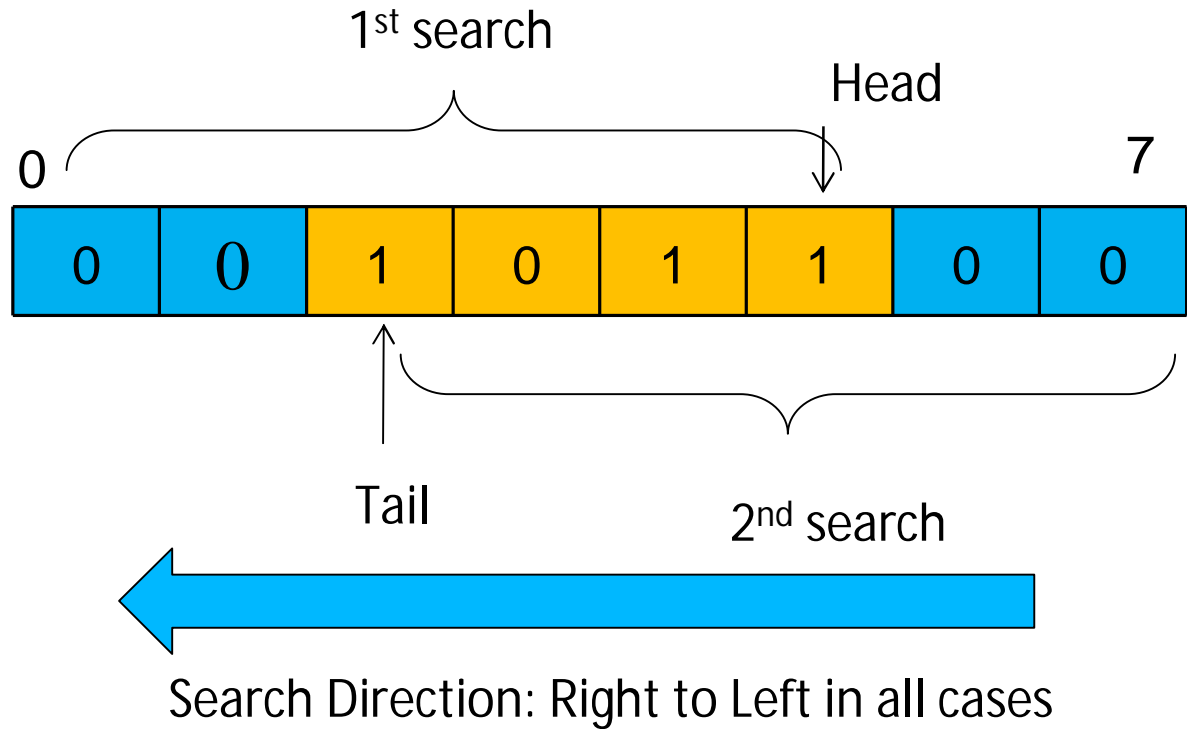 1st search
Head
0 7
0 0 1 0 1 1 0 0
Tail
2nd search
Search Direction: Right to Left in all cases